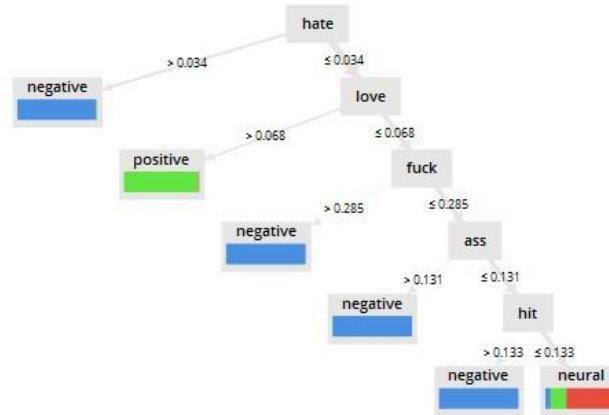 hate
> 0.034
≤ 0.034
negative
love
> 0.068
≤ 0.068
positive
fuck
> 0.285
≤ 0.285
negative
ass
> 0.131
≤ 0.131
negative
hit
> 0.133
≤ 0.133
negative
neural